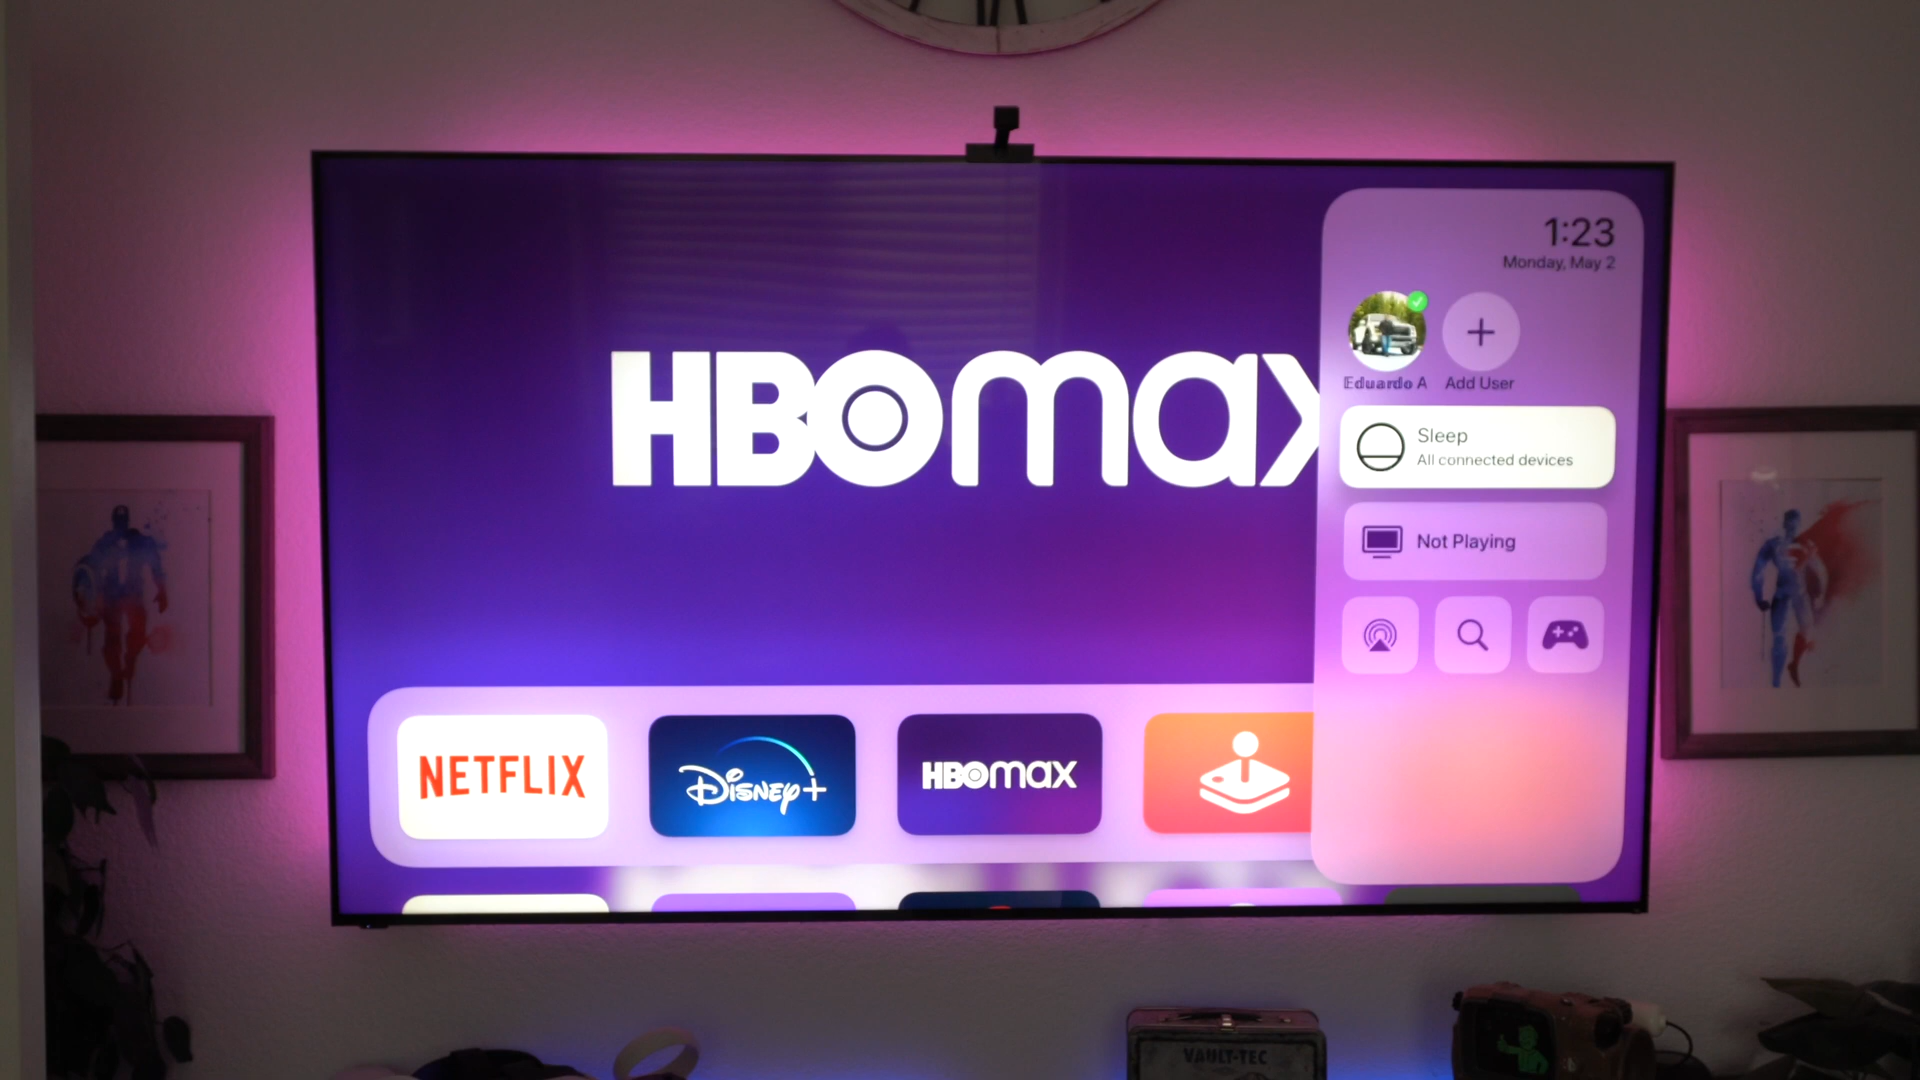 HBOmax
1:23
Monday, May 2
Eduardo A
Add User
Sleep
All connected devices
Not Playing
NETFLIX
Disney+
HBOmax
VAULT-TEC